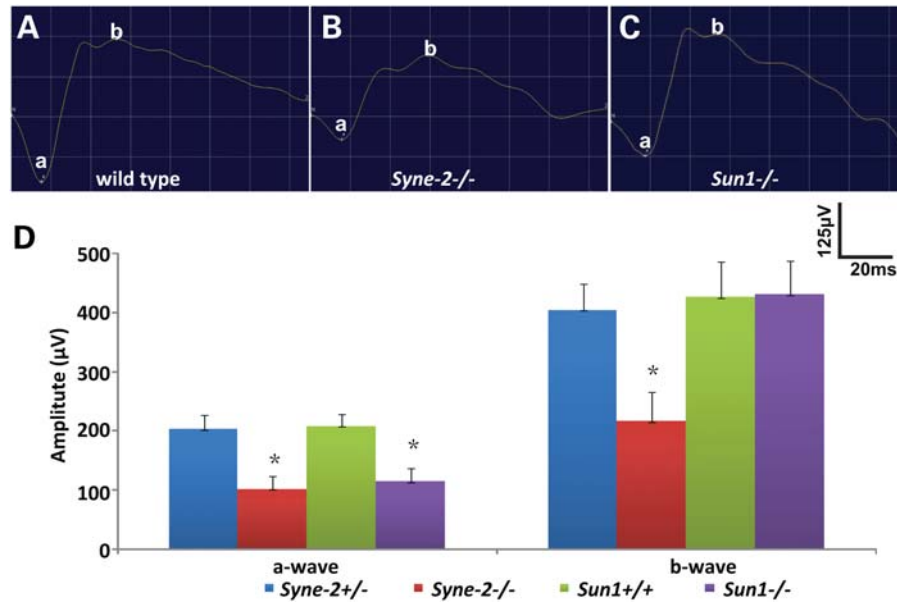 A
B
C
b
b
b
a
a
a
wild type
Syne-2-/-
Sun1-/-
125µV
20ms
D
500
400
300
200
100
0
Amplitute (µV)
*
*
*
a-wave
b-wave
Syne-2+/-
Syne-2-/-
Sun1+/+
Sun1-/-